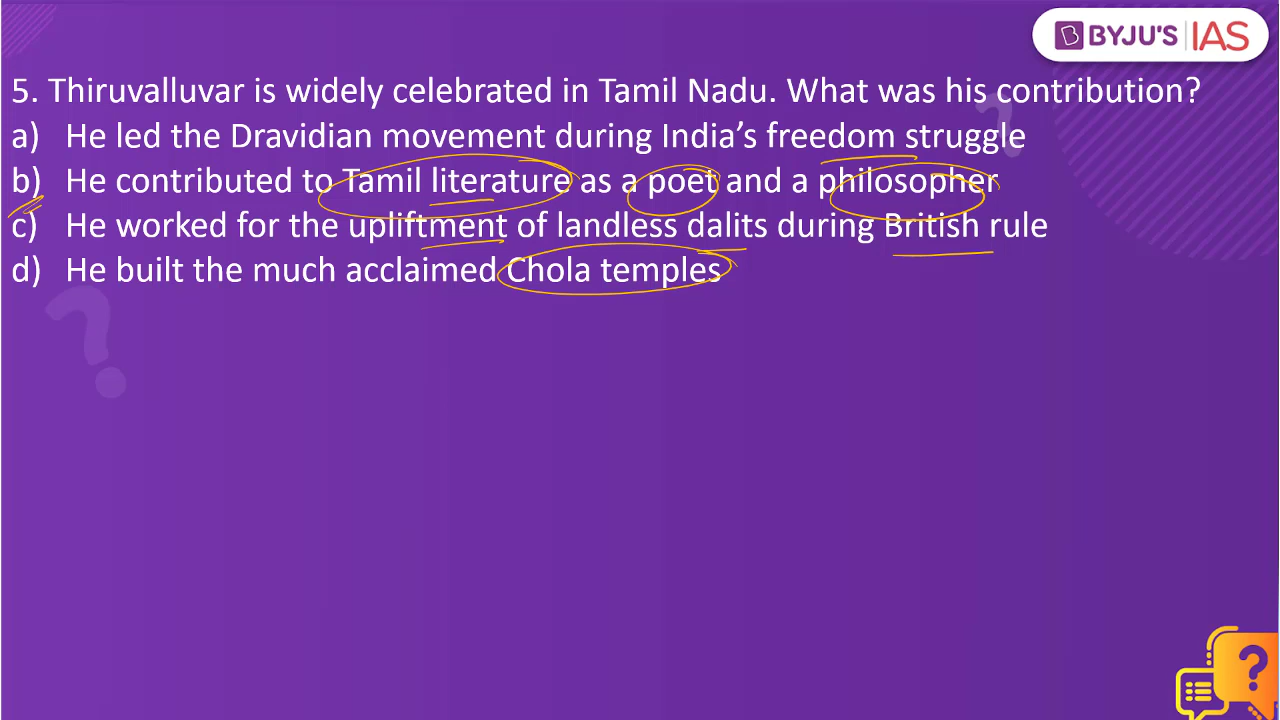 BYJU'S IAS
5. Thiruvalluvar is widely celebrated in Tamil Nadu. What was his contribution?
a) He led the Dravidian movement during India’s freedom struggle
b) He contributed to Tamil literature as a poet and a philosopher
c) He worked for the upliftment of landless dalits during British rule
d) He built the much acclaimed Chola temples